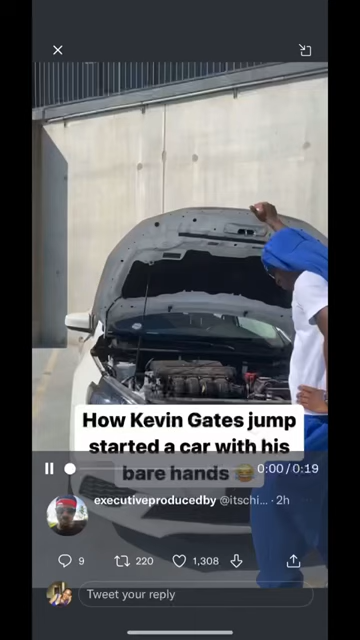 How Kevin Gates jump
started a car with his
bare hands 😂
0:00 / 0:19
executiveproducedby @itschi... · 2h
9
220
1,308
Tweet your reply